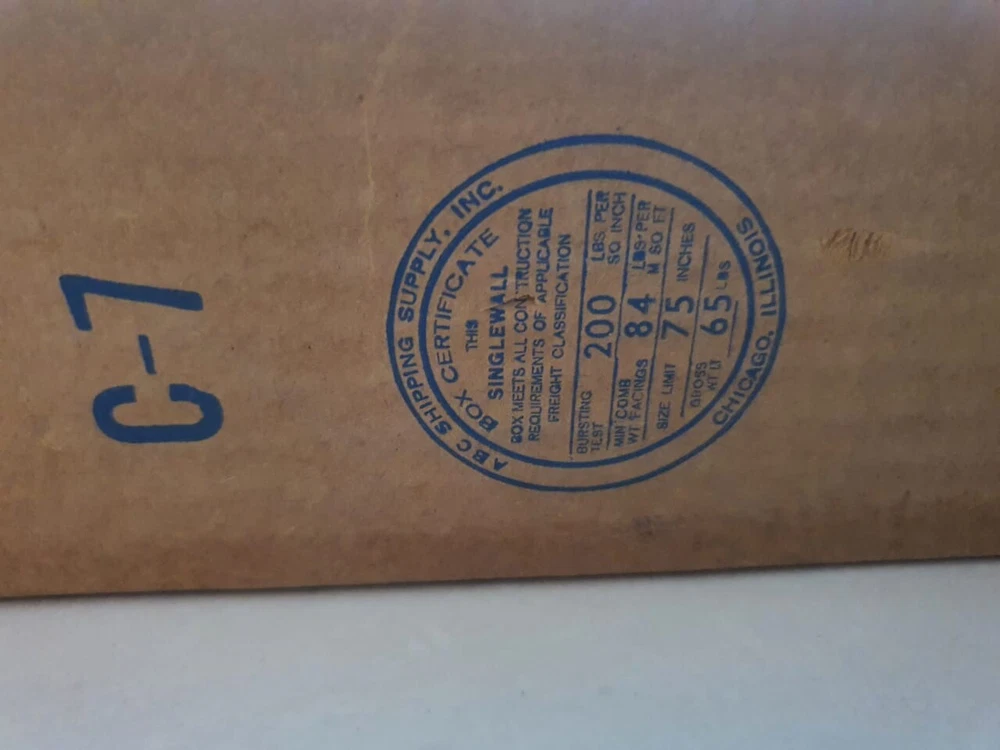 C-7
ABC SHIPPING SUPPLY, INC.
BOX CERTIFICATE
THIS
SINGLEWALL
BOX MEETS ALL CONSTRUCTION
REQUIREMENTS OF APPLICABLE
FREIGHT CLASSIFICATION
BURSTING TEST 200 LBS PER SQ INCH
MIN COMB WT FACINGS 84 LBS PER M SQ FT
SIZE LIMIT 75 INCHES
GROSS WT LT 65 LBS
CHICAGO, ILLINOIS